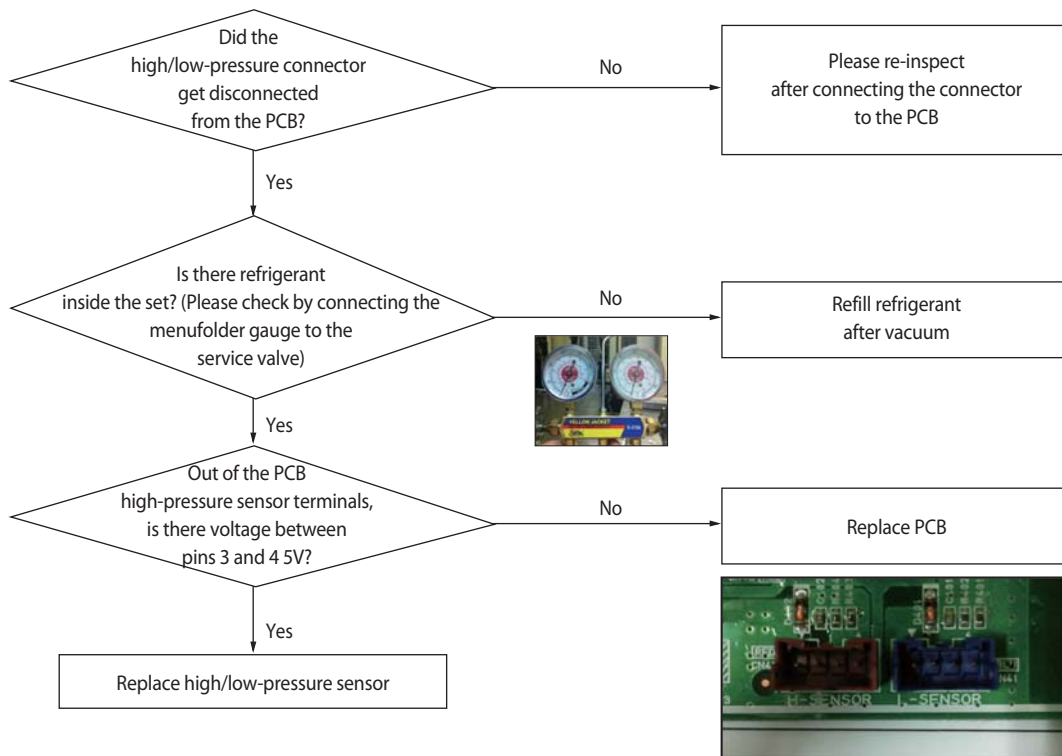 Did the
high/low-pressure connector
get disconnected
from the PCB?
No
Please re-inspect
after connecting the connector
to the PCB
Yes
Is there refrigerant
inside the set? (Please check by connecting the
menufolder gauge to the
service valve)
No
Refill refrigerant
after vacuum
YELLOW JACKET
Yes
Out of the PCB
high-pressure sensor terminals,
is there voltage between
pins 3 and 4 5V?
No
Replace PCB
Yes
Replace high/low-pressure sensor
H-SENSOR
L-SENSOR